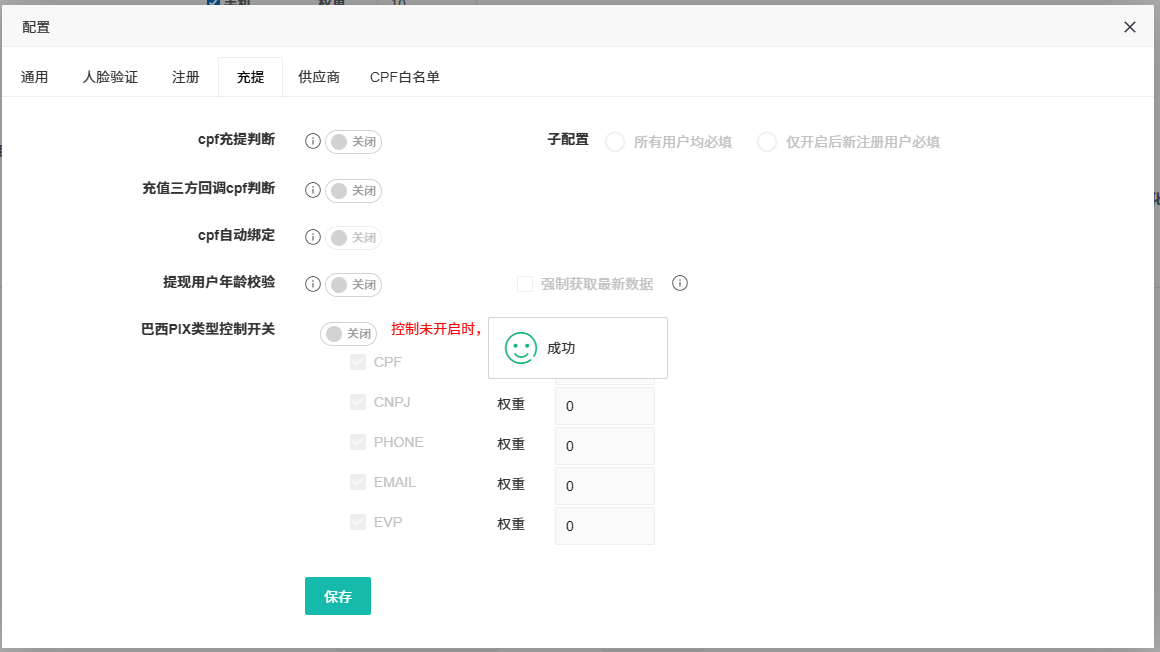 配置
通用 人脸验证 注册 充提 供应商 CPF白名单
cpf充提判断 关闭 子配置 所有用户均必填 仅开启后新注册用户必填
充值三方回调cpf判断 关闭
cpf自动绑定 关闭
提现用户年龄校验 关闭 强制获取最新数据
巴西PIX类型控制开关 关闭 控制未开启时，
成功
CPF
CNPJ 权重 0
PHONE 权重 0
EMAIL 权重 0
EVP 权重 0
保存